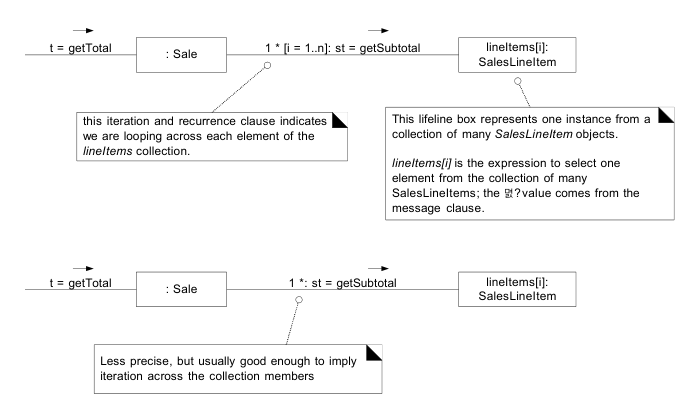 t = getTotal
: Sale
1 * [i = 1..n]: st = getSubtotal
lineItems[i]:
SalesLineItem
this iteration and recurrence clause indicates
we are looping across each element of the
lineItems collection.
This lifeline box represents one instance from a
collection of many SalesLineItem objects.
lineItems[i] is the expression to select one
element from the collection of many
SalesLineItems; the 몭?value comes from the
message clause.
t = getTotal
: Sale
1 *: st = getSubtotal
lineItems[i]:
SalesLineItem
Less precise, but usually good enough to imply
iteration across the collection members